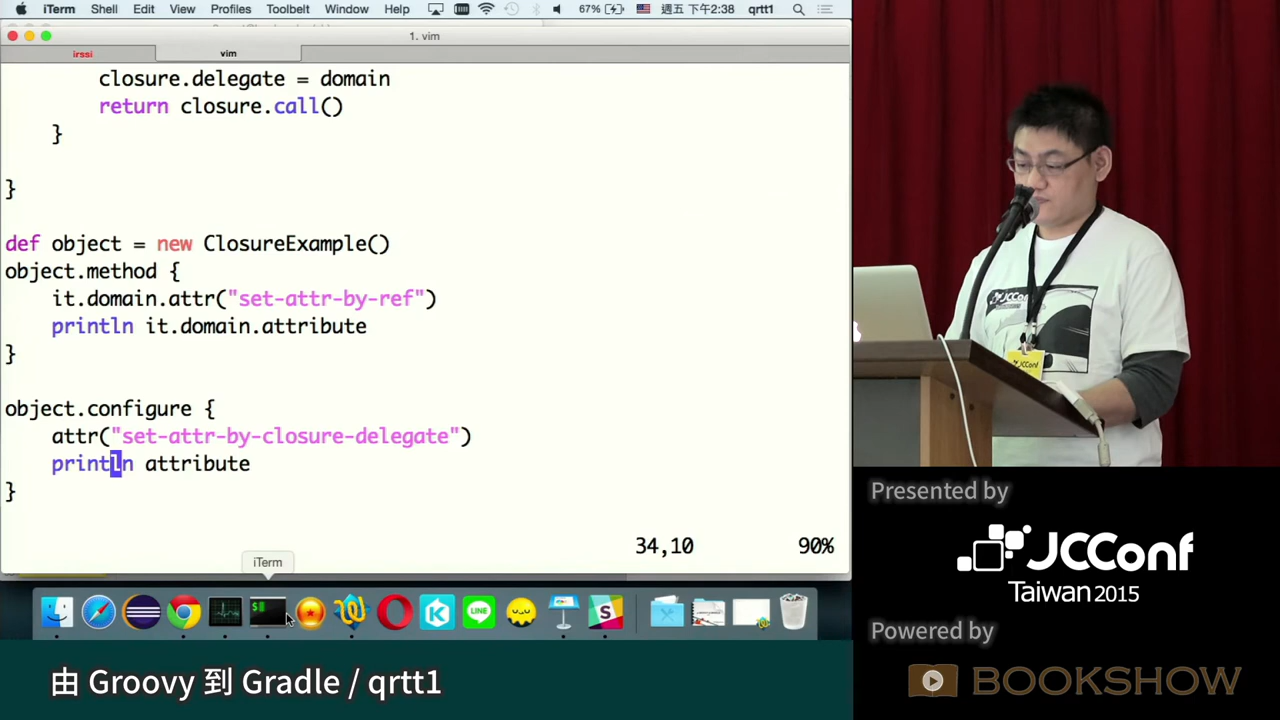 iTerm Shell Edit View Profiles Toolbelt Window Help 67% 週五 下午2:38 qrtt1
1. vim
irssi vim
closure.delegate = domain
return closure.call()
}
}
def object = new ClosureExample()
object.method {
it.domain.attr("set-attr-by-ref")
println it.domain.attribute
}
object.configure {
attr("set-attr-by-closure-delegate")
println attribute
}
34,10 90%
iTerm
LINE
JCConf
JCConf
Presented by
JCConf
Taiwan 2015
Powered by
BOOKSHOW
由 Groovy 到 Gradle / qrtt1